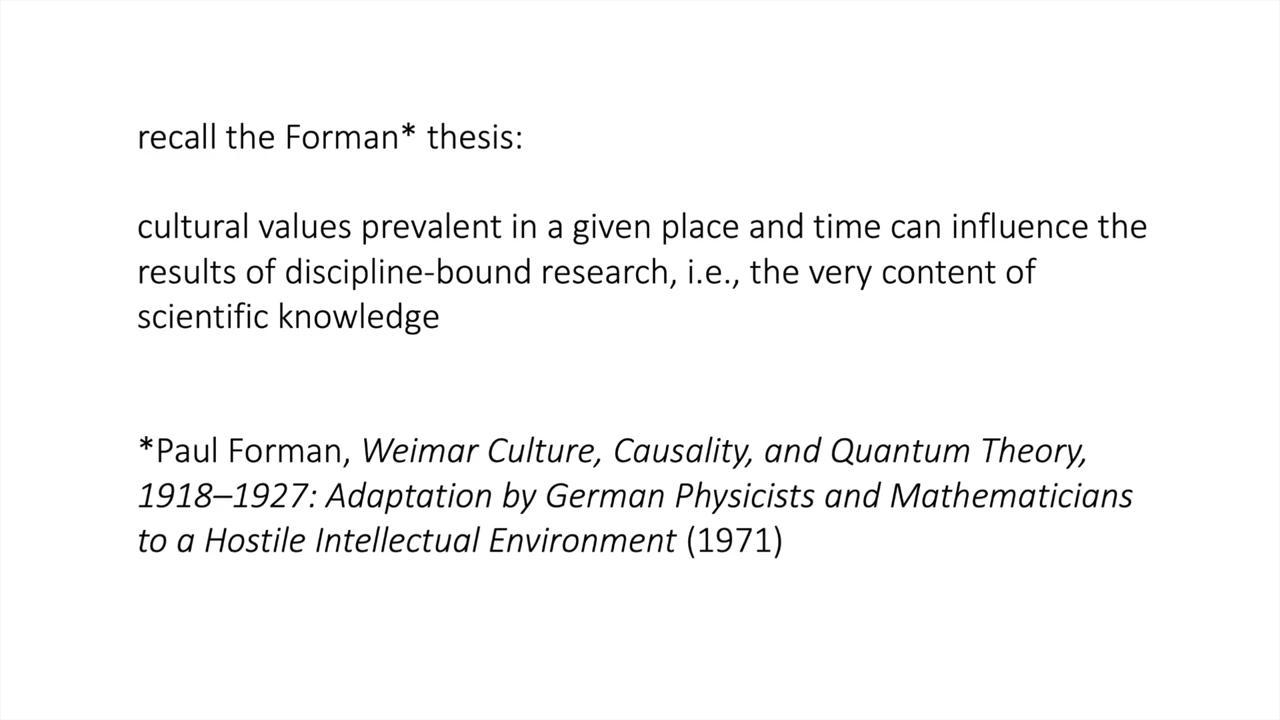 recall the Forman* thesis:
cultural values prevalent in a given place and time can influence the
results of discipline-bound research, i.e., the very content of
scientific knowledge
*Paul Forman, Weimar Culture, Causality, and Quantum Theory,
1918–1927: Adaptation by German Physicists and Mathematicians
to a Hostile Intellectual Environment (1971)